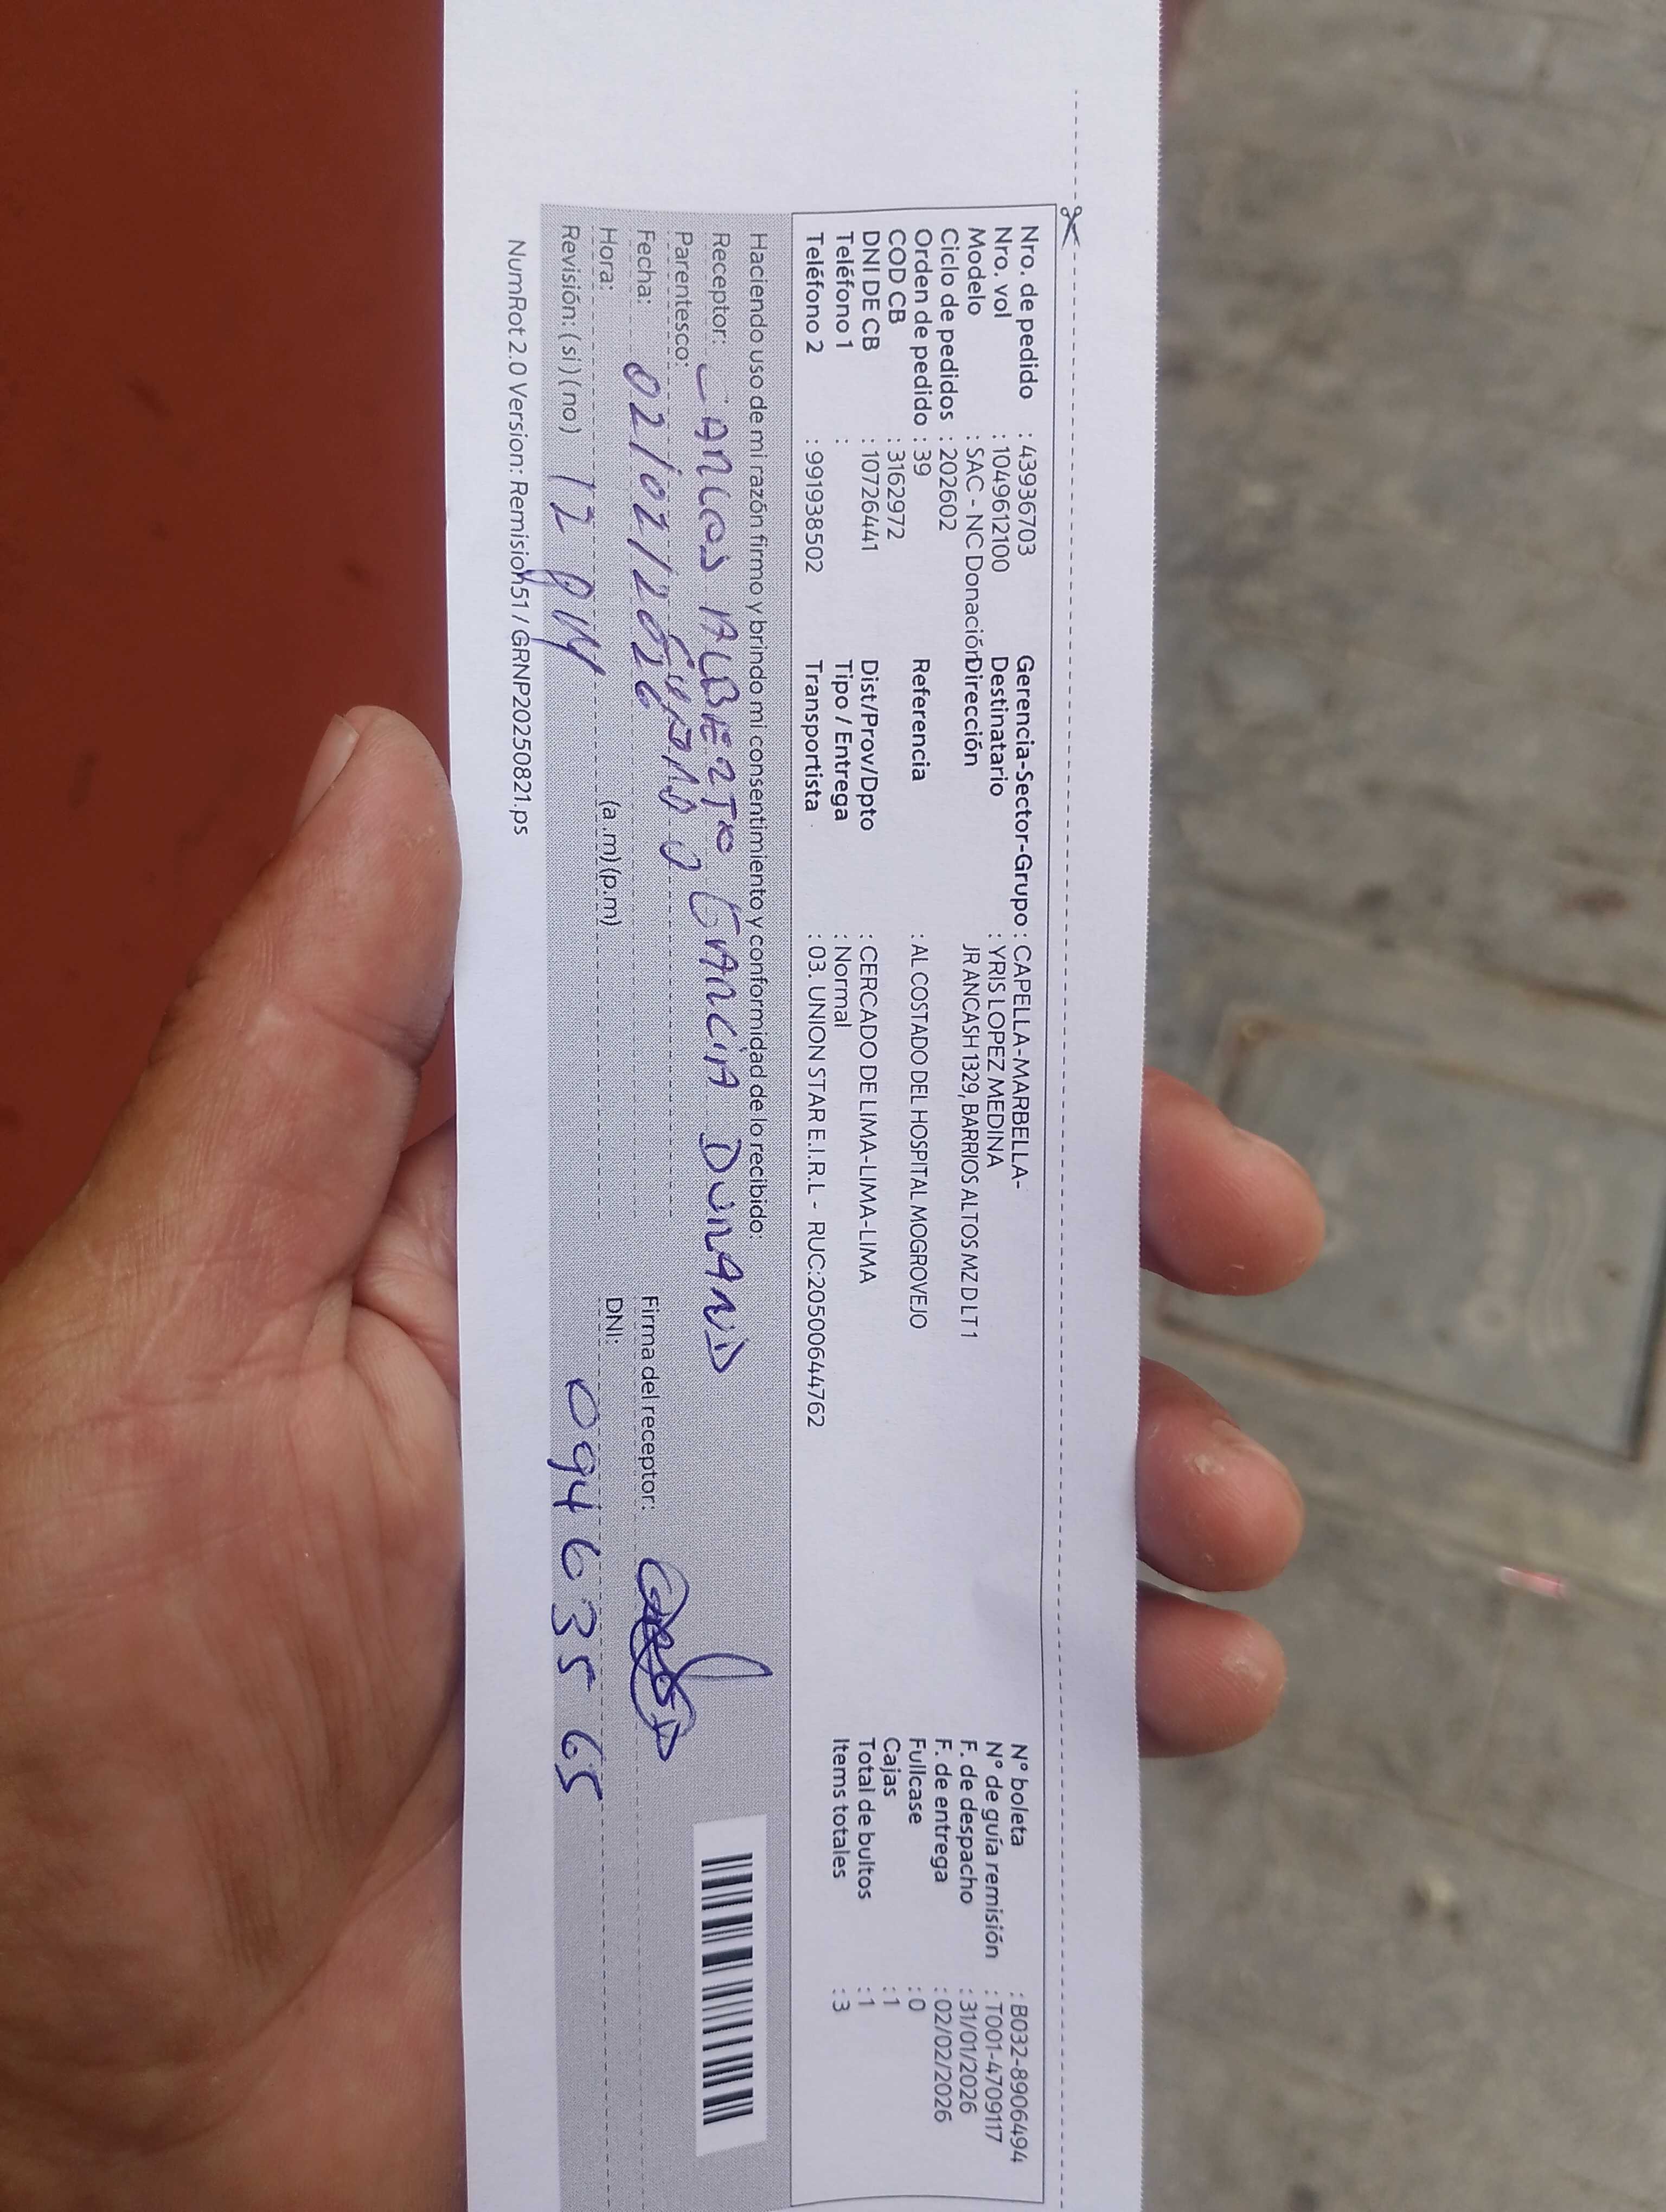 Nro. de pedido : 43936703 Gerencia-Sector-Grupo : CAPELLA-MARBELLA- N° boleta : B032-8906494
Nro. vol : 1049612100 Destinatario : YRIS LOPEZ MEDINA N° de guía remisión : T001-4709117
Modelo : SAC - NC Donación Dirección JR ANCASH 1329, BARRIOS ALTOS MZ D LT 1 F. de despacho : 31/01/2026
Ciclo de pedidos : 202602 F. de entrega : 02/02/2026
Orden de pedido : 39 Referencia : AL COSTADO DEL HOSPITAL MOGROVEJO Fullcase : 0
COD CB : 3162972 Cajas : 1
DNI DE CB : 10726441 Dist/Prov/Dpto : CERCADO DE LIMA-LIMA-LIMA Total de bultos : 1
Teléfono 1 : Tipo / Entrega : Normal Items totales : 3
Teléfono 2 : 991938502 Transportista : 03. UNION STAR E.I.R.L - RUC:20500644762
Haciendo uso de mi razón firmo y brindo mi consentimiento y conformidad de lo recibido:
Receptor: ALBERTO GARCIA DURAND
Parentesco: CUÑADO
Fecha: 02/02/2026 Firma del receptor:
Hora: (a .m) (p.m) DNI: 09463565
Revisión: ( si ) ( no ) 12 PM
NumRot 2.0 Version: Remision51 / GRNP20250821.ps